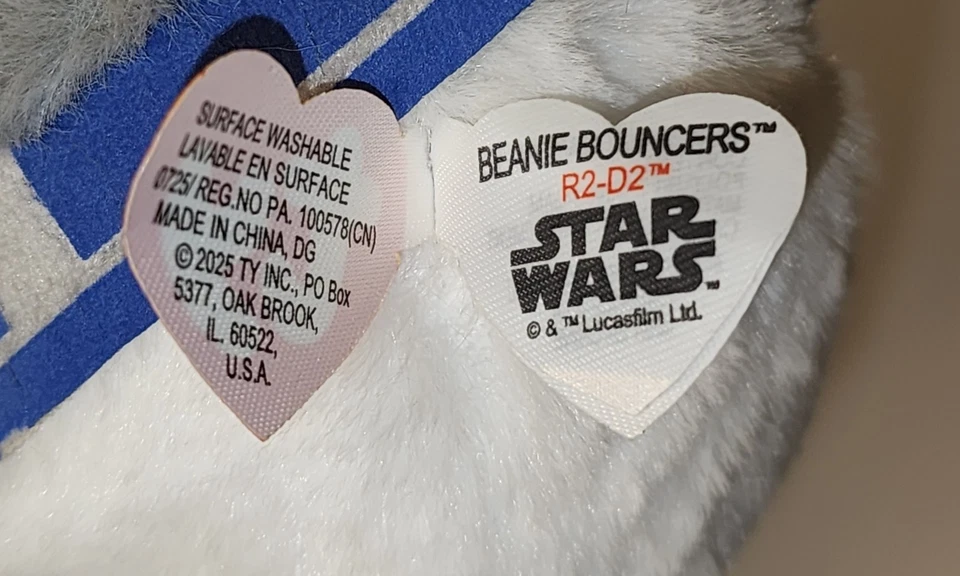 SURFACE WASHABLE
LAVABLE EN SURFACE
0725/ REG.NO PA. 100578(CN)
MADE IN CHINA, DG
© 2025 TY INC., PO Box
5377, OAK BROOK,
IL. 60522,
U.S.A.
BEANIE BOUNCERS™
R2-D2™
STAR
WARS™
© & ™ Lucasfilm Ltd.